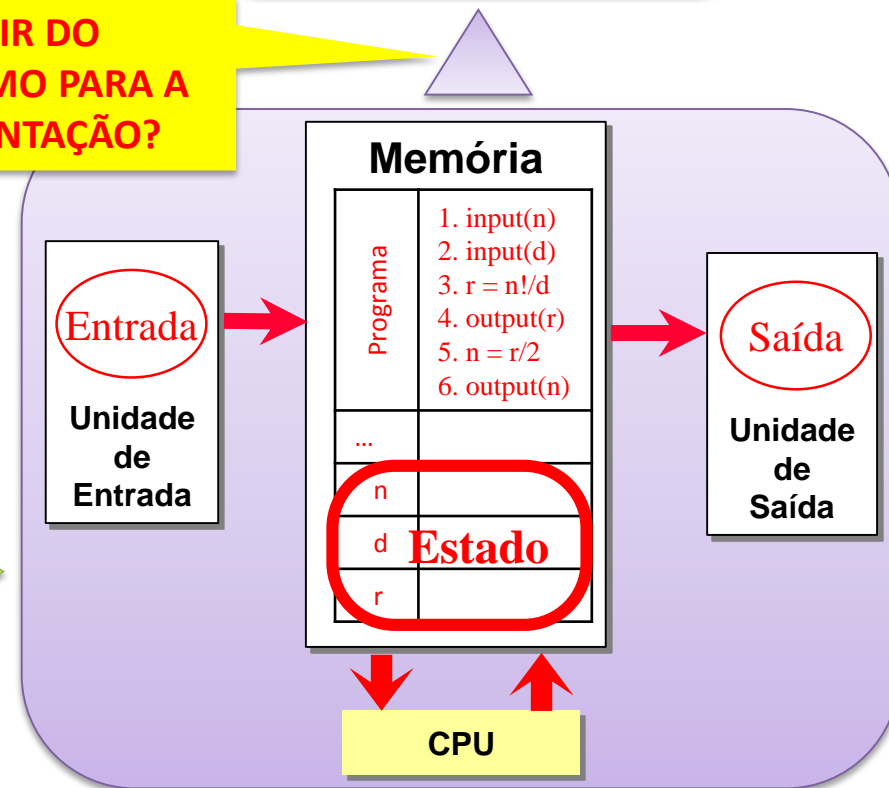 IR DO
MO PARA A
NTAÇÃO?
Memória
Programa
1. input(n)
2. input(d)
3. r = n!/d
4. output(r)
5. n = r/2
6. output(n)
...
n
d
r
Estado
Entrada
Unidade
de
Entrada
Saída
Unidade
de
Saída
CPU